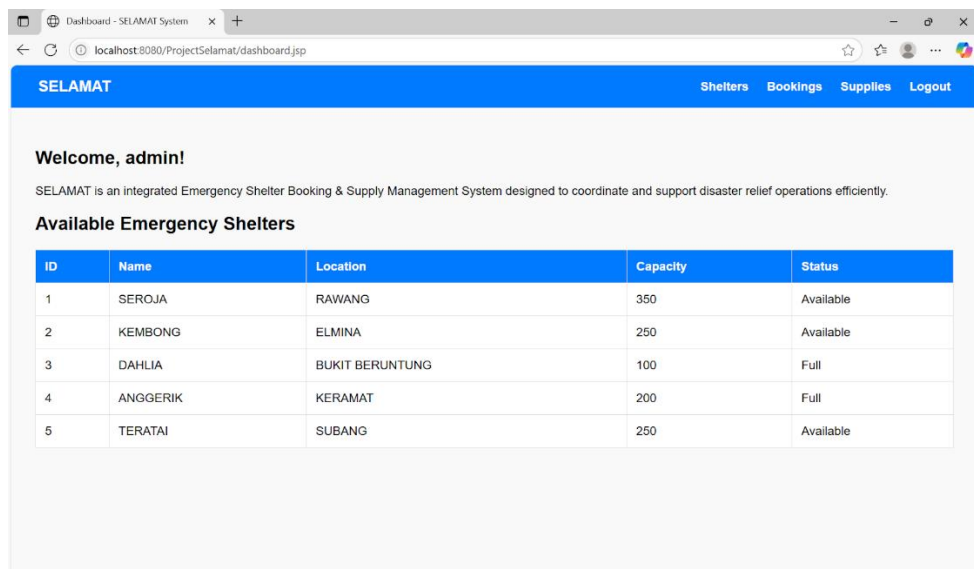 Dashboard - SELAMAT System
localhost:8080/ProjectSelamat/dashboard.jsp
SELAMAT Shelters Bookings Supplies Logout
Welcome, admin!
SELAMAT is an integrated Emergency Shelter Booking & Supply Management System designed to coordinate and support disaster relief operations efficiently.
Available Emergency Shelters
ID Name Location Capacity Status
1 SEROJA RAWANG 350 Available
2 KEMBONG ELMINA 250 Available
3 DAHLIA BUKIT BERUNTUNG 100 Full
4 ANGGERIK KERAMAT 200 Full
5 TERATAI SUBANG 250 Available